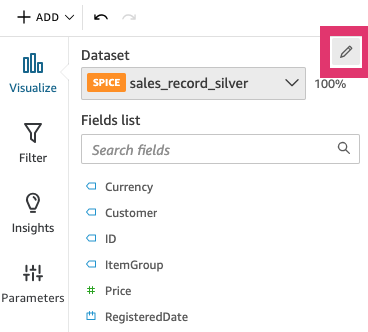 ADD
Dataset
Visualize
SPICE sales_record_silver 100%
Fields list
Search fields
Filter
Currency
Customer
Insights
ID
ItemGroup
Price
Parameters
RegisteredDate